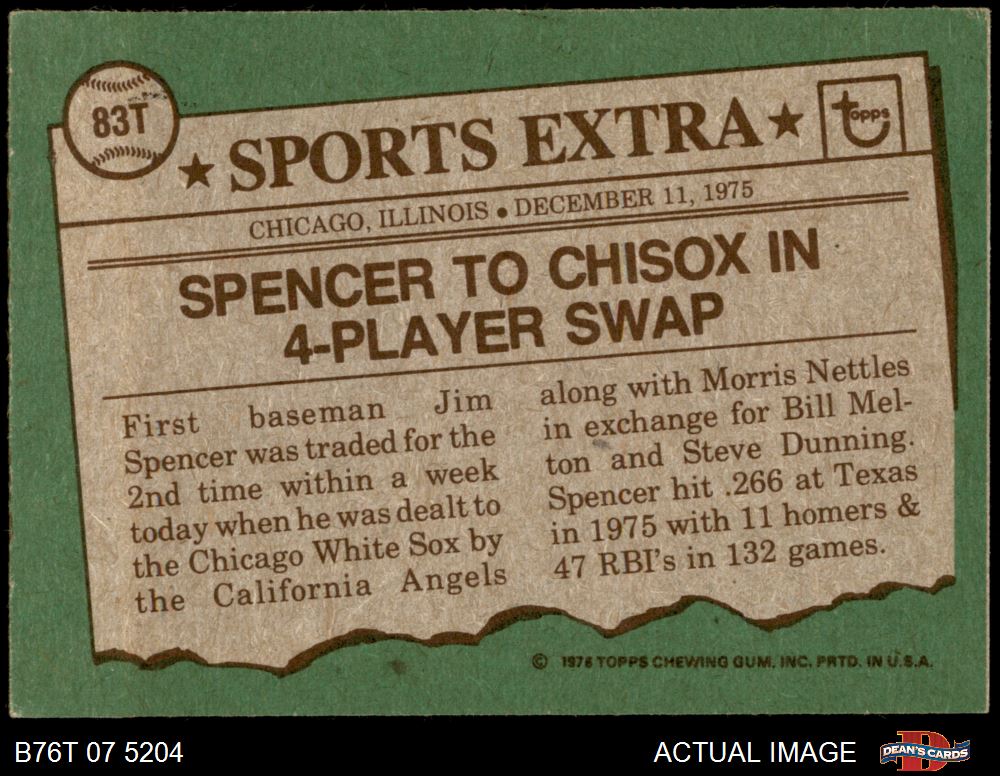 83T
★ SPORTS EXTRA ★
topps
CHICAGO, ILLINOIS • DECEMBER 11, 1975
SPENCER TO CHISOX IN
4-PLAYER SWAP
First baseman Jim
Spencer was traded for the
2nd time within a week
today when he was dealt to
the Chicago White Sox by
the California Angels
along with Morris Nettles
in exchange for Bill Mel-
ton and Steve Dunning.
Spencer hit .266 at Texas
in 1975 with 11 homers &
47 RBI's in 132 games.
© 1976 TOPPS CHEWING GUM, INC. PRTD. IN U.S.A.
B76T 07 5204
ACTUAL IMAGE
D
DEAN'S CARDS